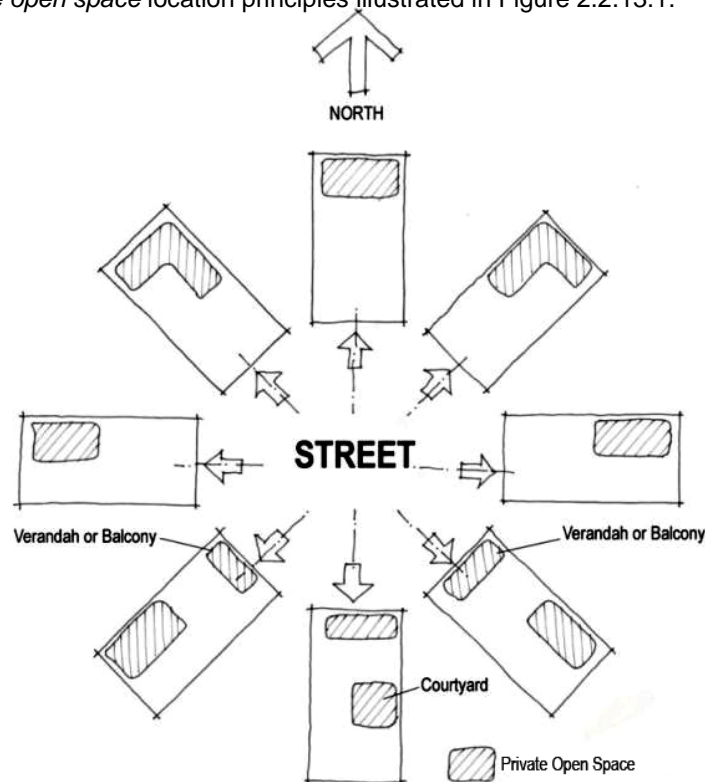 open space location principles illustrated in Figure 2.2.13.1.
NORTH
STREET
Verandah or Balcony
Verandah or Balcony
Courtyard
Private Open Space